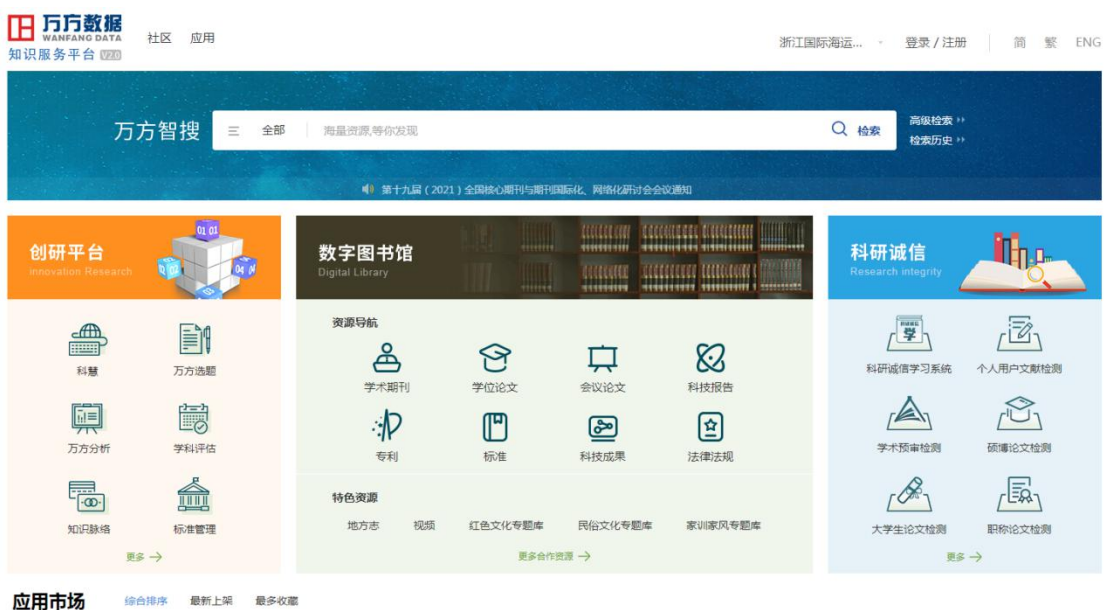 万方数据
WANFANG DATA
知识服务平台 V2.0
社区 应用
浙江国际海运... 登录 / 注册 简 繁 ENG
万方智搜 全部 海量资源,等你发现 检索
高级检索
检索历史
第十九届（2021）全国核心期刊与期刊国际化、网络化研讨会会议通知
创研平台
Innovation Research
01 01
04
科慧 万方选题
万方分析 学科评估
知识脉络 标准管理
更多
数字图书馆
Digital Library
资源导航
学术期刊 学位论文 会议论文 科技报告
专利 标准 科技成果 法律法规
特色资源
地方志 视频 红色文化专题库 民俗文化专题库 家训家风专题库
更多合作资源
科研诚信
Research integrity
学
科研诚信学习系统 个人用户文献检测
学术预审检测 硕博论文检测
大学生论文检测 职称论文检测
更多
应用市场 综合排序 最新上架 最多收藏